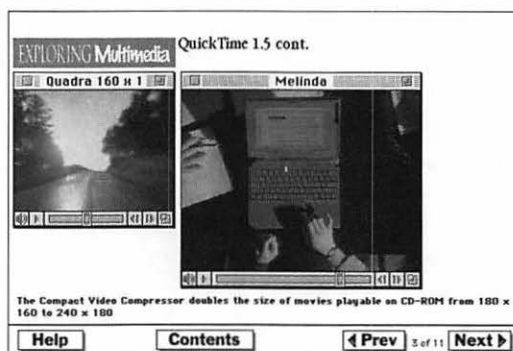 EXPLORING Multimedia
QuickTime 1.5 cont.
Quadra 160 x 1
Melinda
The Compact Video Compressor doubles the size of movies playable on CD-ROM from 180 x
160 to 240 x 180
Help
Contents
Prev
3 of 11
Next